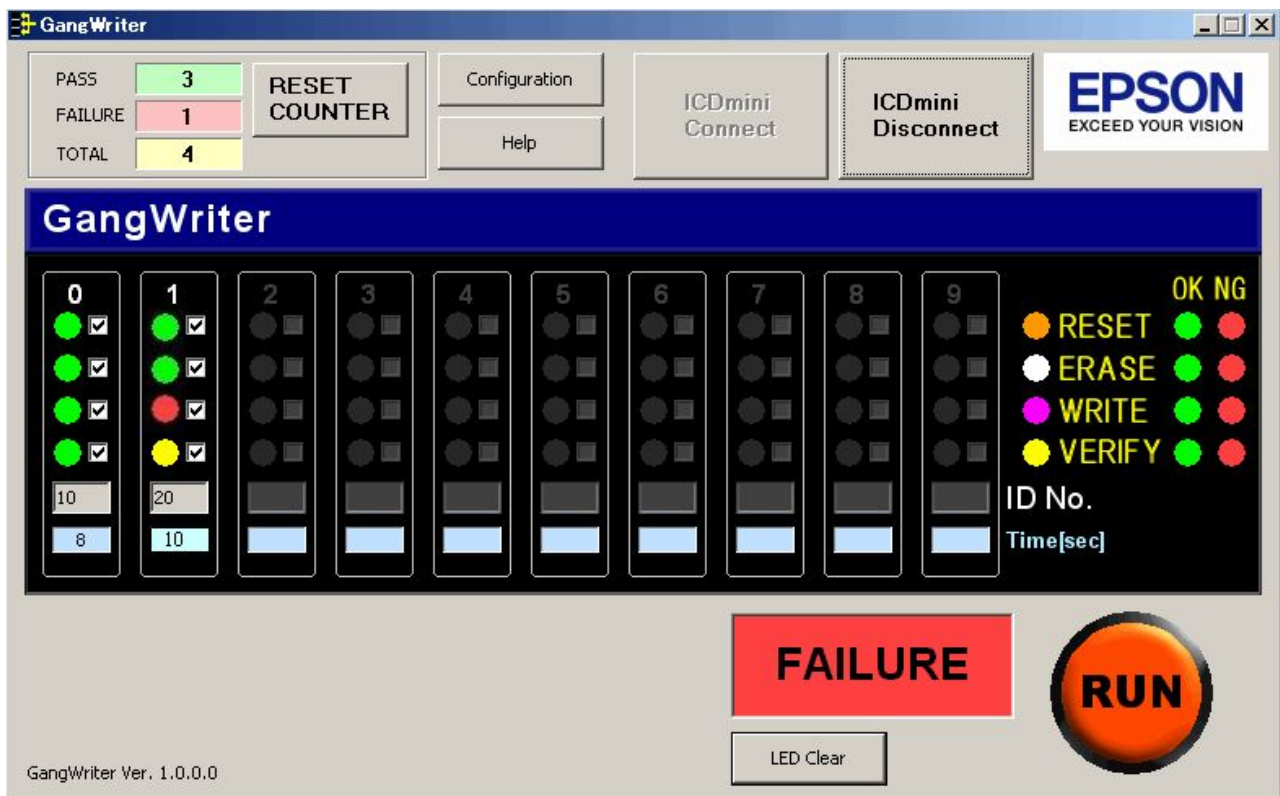 GangWriter
PASS 3
FAILURE 1
TOTAL 4
RESET
COUNTER
Configuration
Help
ICDmini
Connect
ICDmini
Disconnect
EPSON
EXCEED YOUR VISION
GangWriter
0 1 2 3 4 5 6 7 8 9 OK NG
RESET
ERASE
WRITE
VERIFY
10 20 ID No.
8 10 Time[sec]
FAILURE
RUN
LED Clear
GangWriter Ver. 1.0.0.0